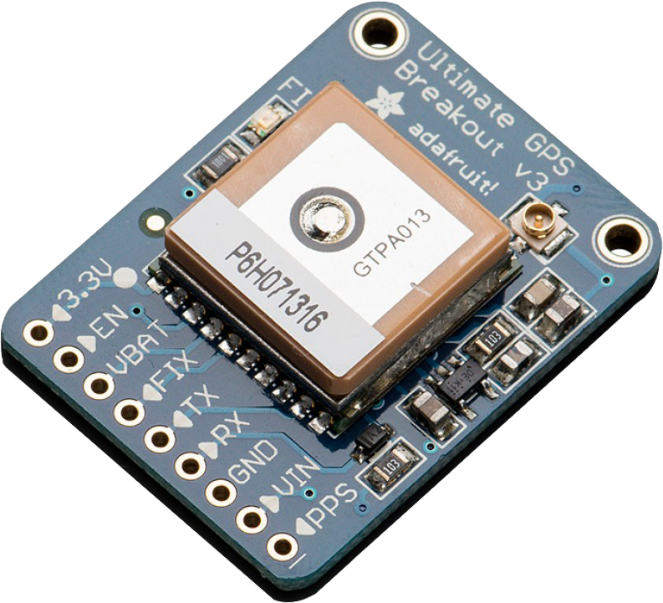 Ultimate GPS
Breakout v3
adafruit!
FI
GTPA013
P6H071316
3.3V
EN
VBAT
FIX
TX
RX
GND
VIN
PPS
103
103